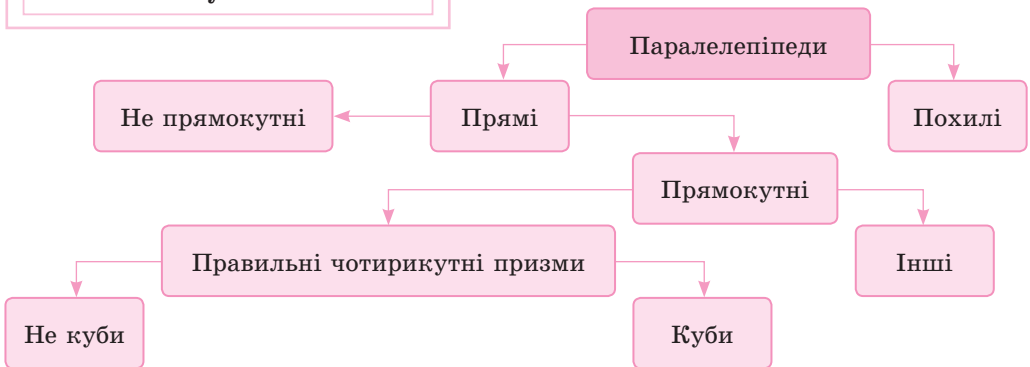 Паралелепіпеди
Не прямокутні
Прямі
Похилі
Прямокутні
Правильні чотирикутні призми
Інші
Не куби
Куби